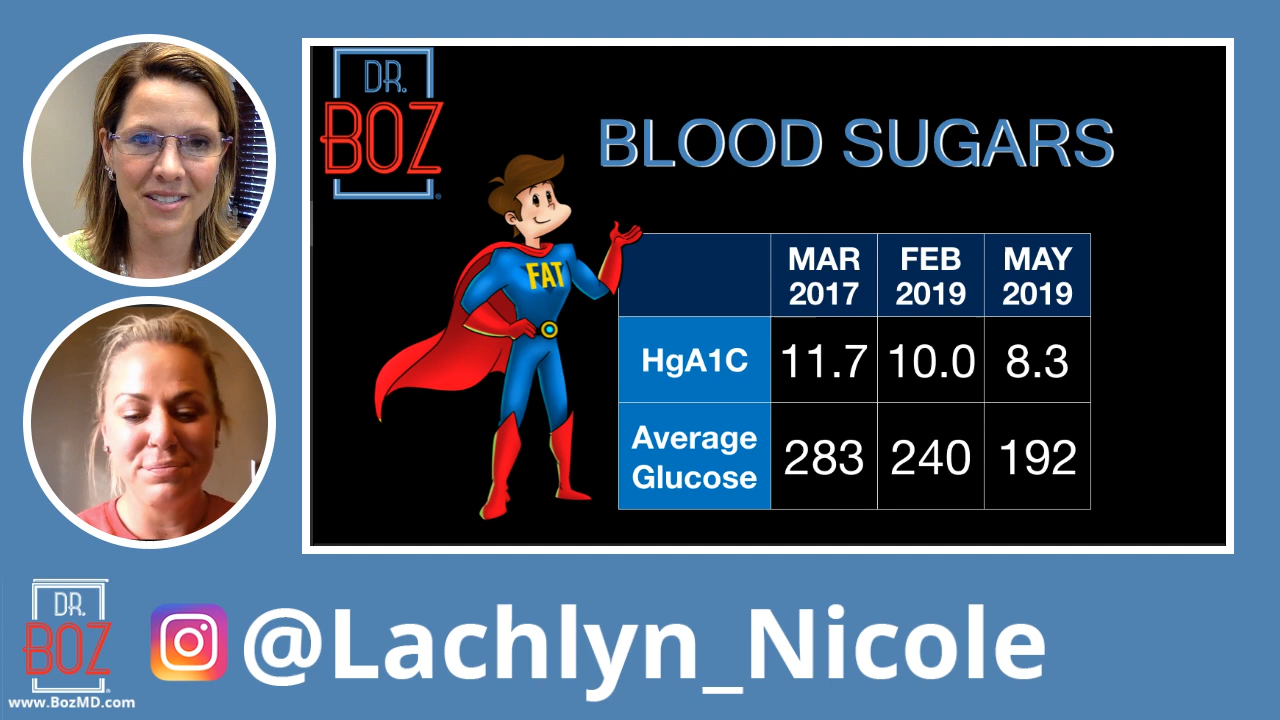 DR.
BOZ
BLOOD SUGARS
FAT
MAR 2017 FEB 2019 MAY 2019
HgA1C 11.7 10.0 8.3
Average Glucose 283 240 192
DR.
BOZ
www.BozMD.com
@Lachlyn_Nicole